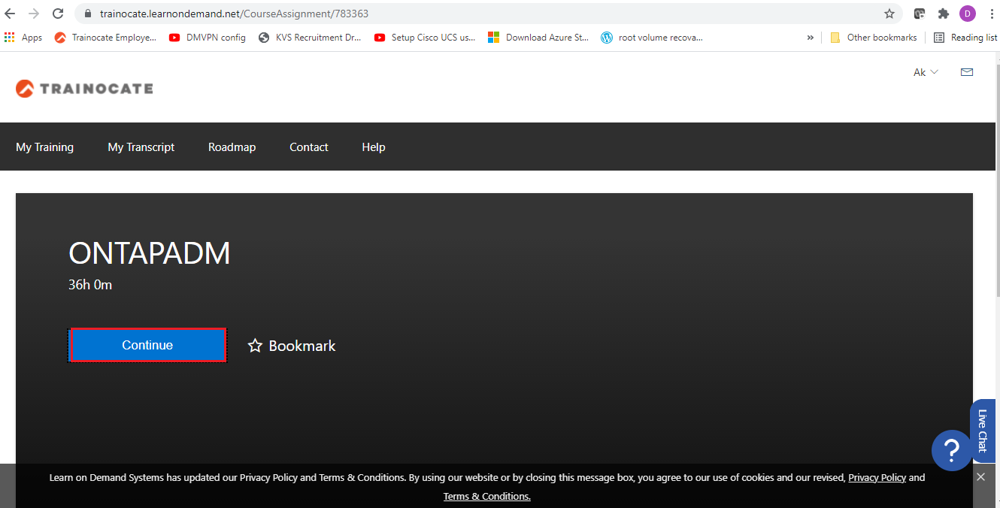 trainocate.learnondemand.net/CourseAssignment/783363
D
Apps Trainocate Employe... DMVPN config KVS Recruitment Dr... Setup Cisco UCS us... Download Azure St... root volume recova... » Other bookmarks Reading list
Ak
TRAINOCATE
My Training My Transcript Roadmap Contact Help
ONTAPADM
36h 0m
Continue Bookmark
Live Chat
?
Learn on Demand Systems has updated our Privacy Policy and Terms & Conditions. By using our website or by closing this message box, you agree to our use of cookies and our revised, Privacy Policy and
Terms & Conditions.